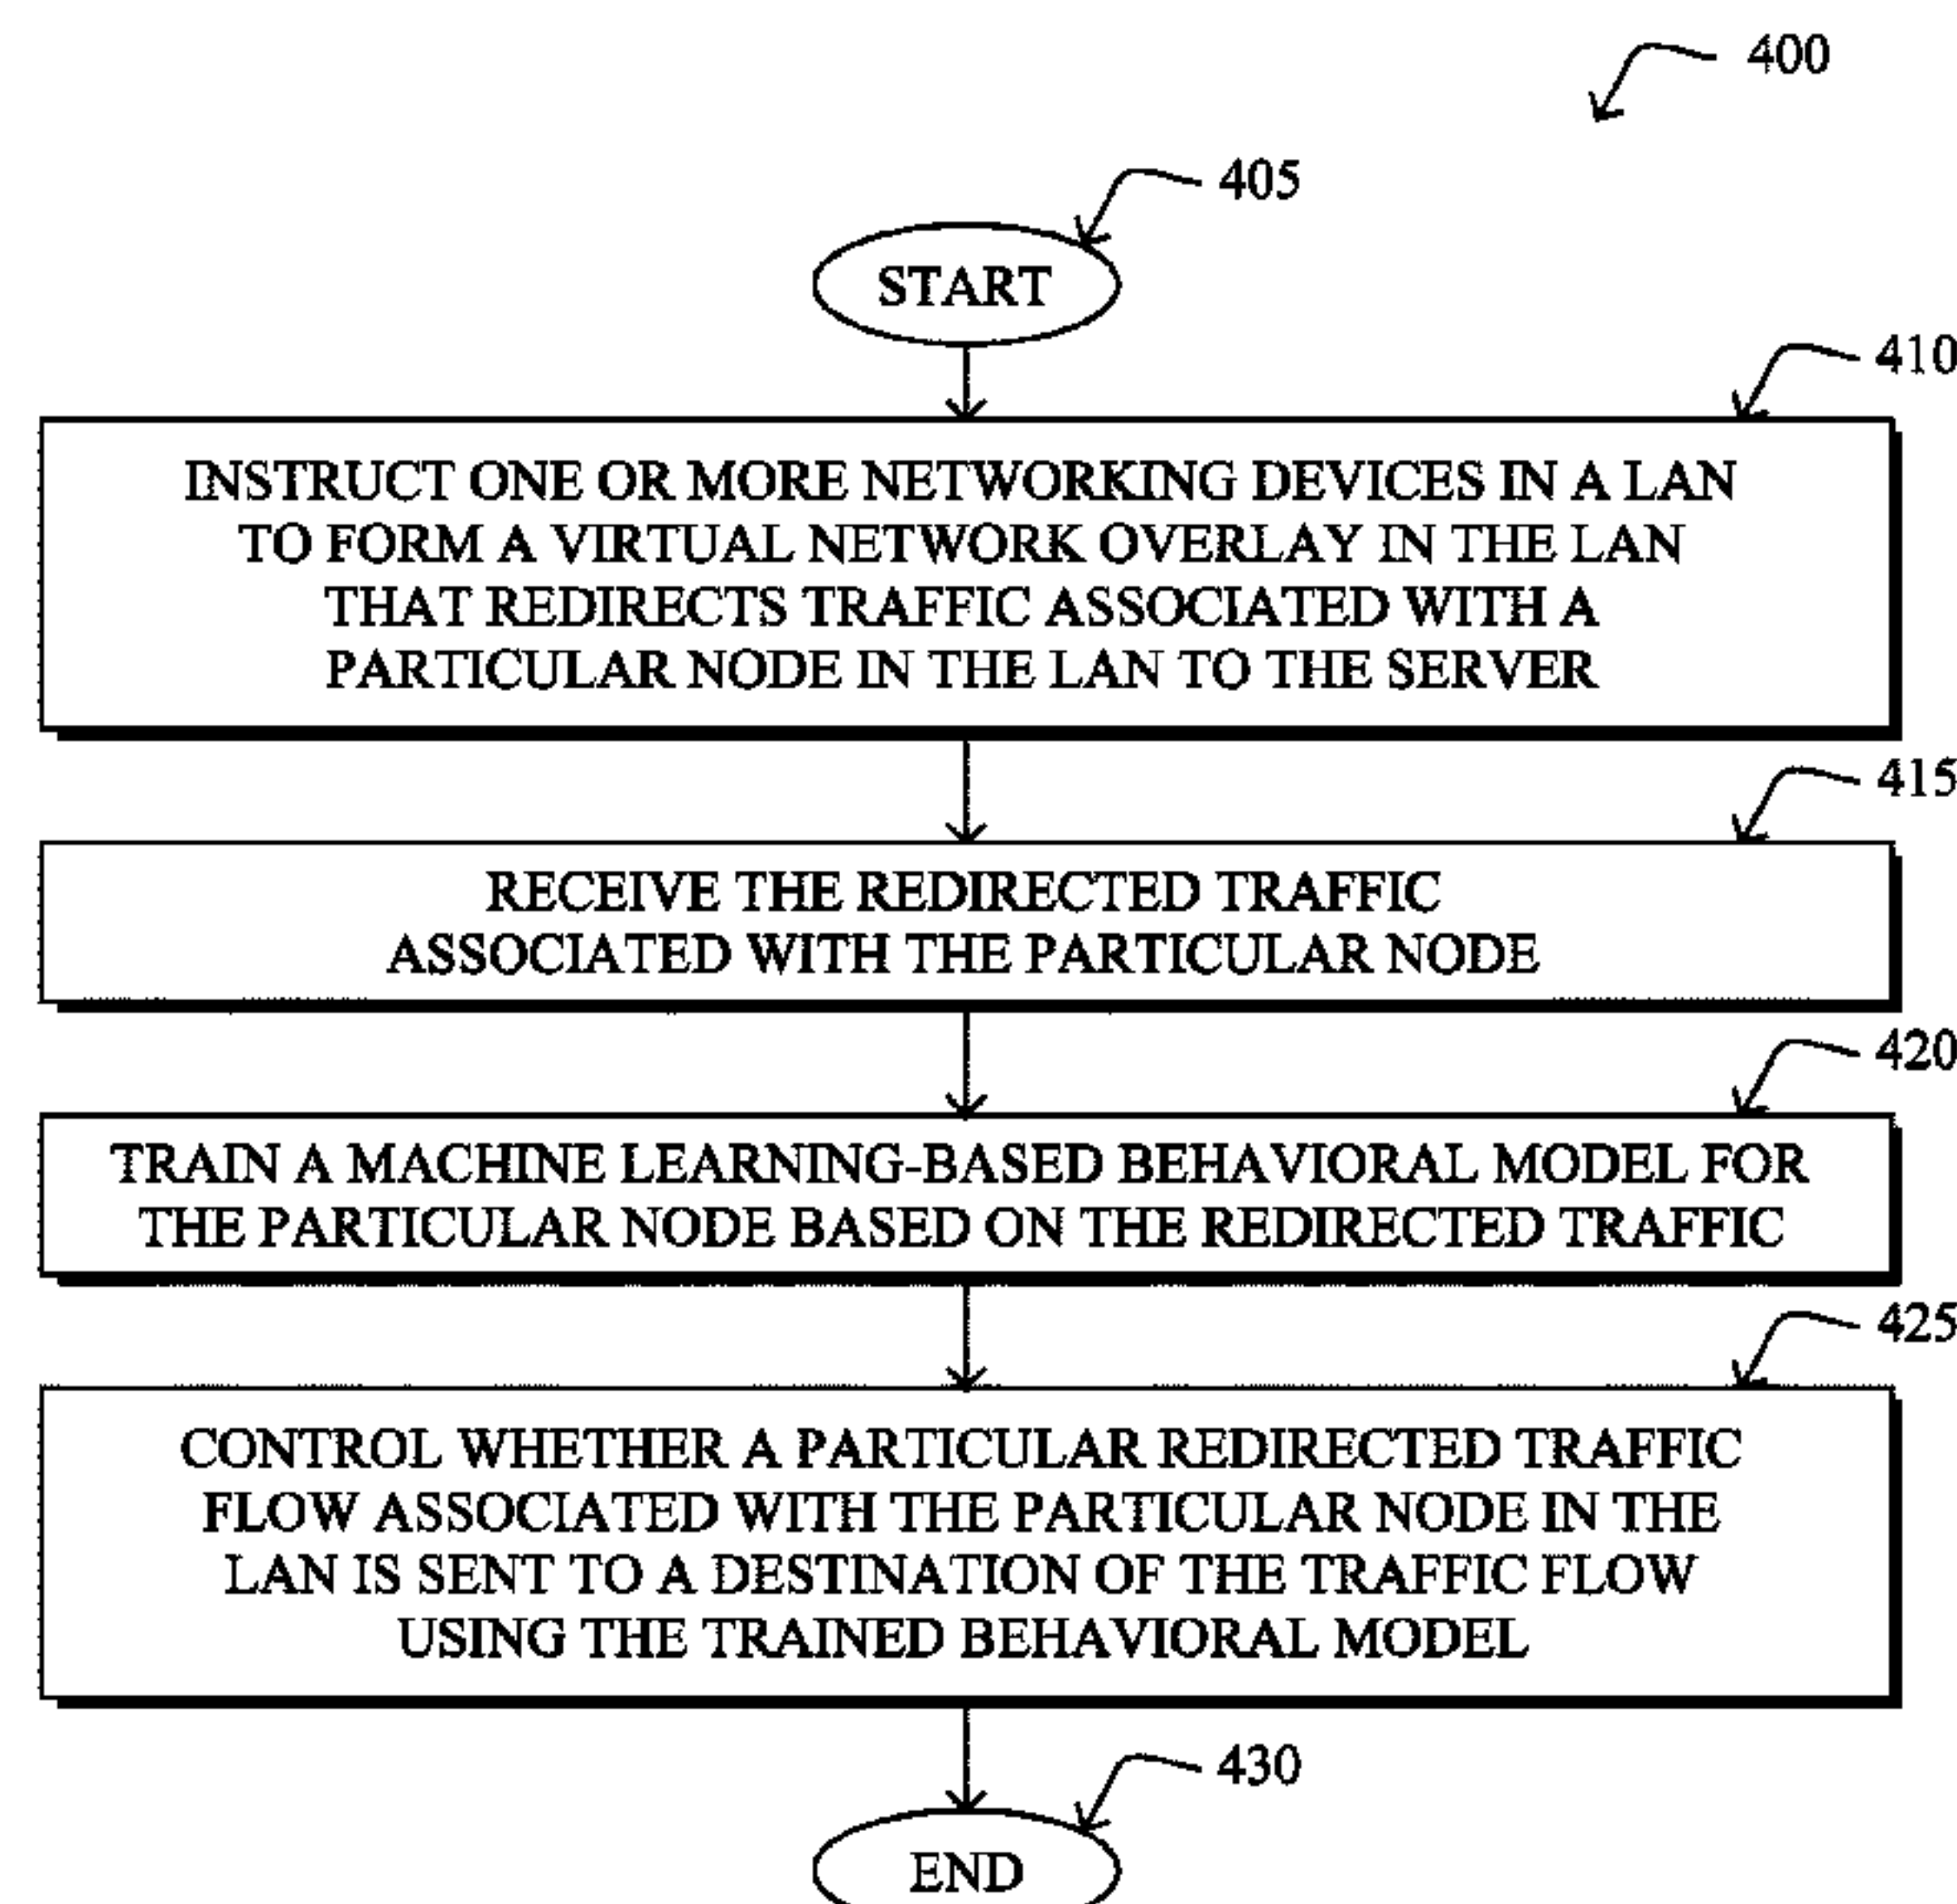 400
405
START
410
INSTRUCT ONE OR MORE NETWORKING DEVICES IN A LAN
TO FORM A VIRTUAL NETWORK OVERLAY IN THE LAN
THAT REDIRECTS TRAFFIC ASSOCIATED WITH A
PARTICULAR NODE IN THE LAN TO THE SERVER
415
RECEIVE THE REDIRECTED TRAFFIC
ASSOCIATED WITH THE PARTICULAR NODE
420
TRAIN A MACHINE LEARNING-BASED BEHAVIORAL MODEL FOR
THE PARTICULAR NODE BASED ON THE REDIRECTED TRAFFIC
425
CONTROL WHETHER A PARTICULAR REDIRECTED TRAFFIC
FLOW ASSOCIATED WITH THE PARTICULAR NODE IN THE
LAN IS SENT TO A DESTINATION OF THE TRAFFIC FLOW
USING THE TRAINED BEHAVIORAL MODEL
430
END